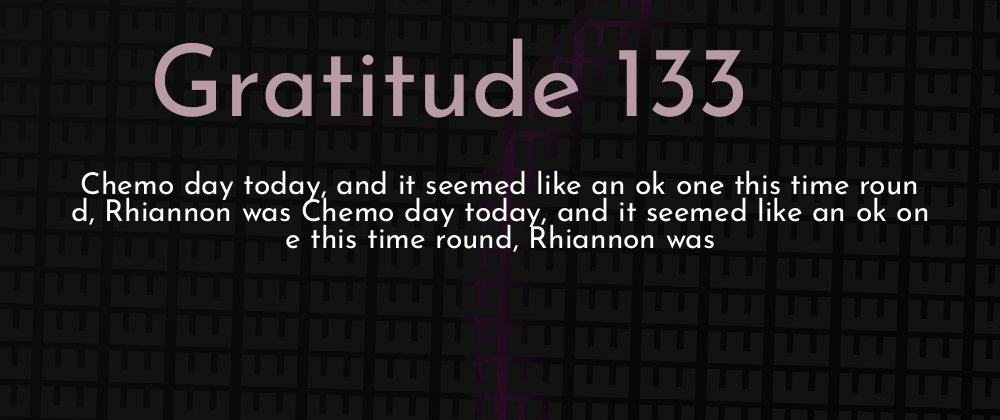 Gratitude 133
Chemo day today, and it seemed like an ok one this time roun
d, Rhiannon was Chemo day today, and it seemed like an ok on
e this time round, Rhiannon was